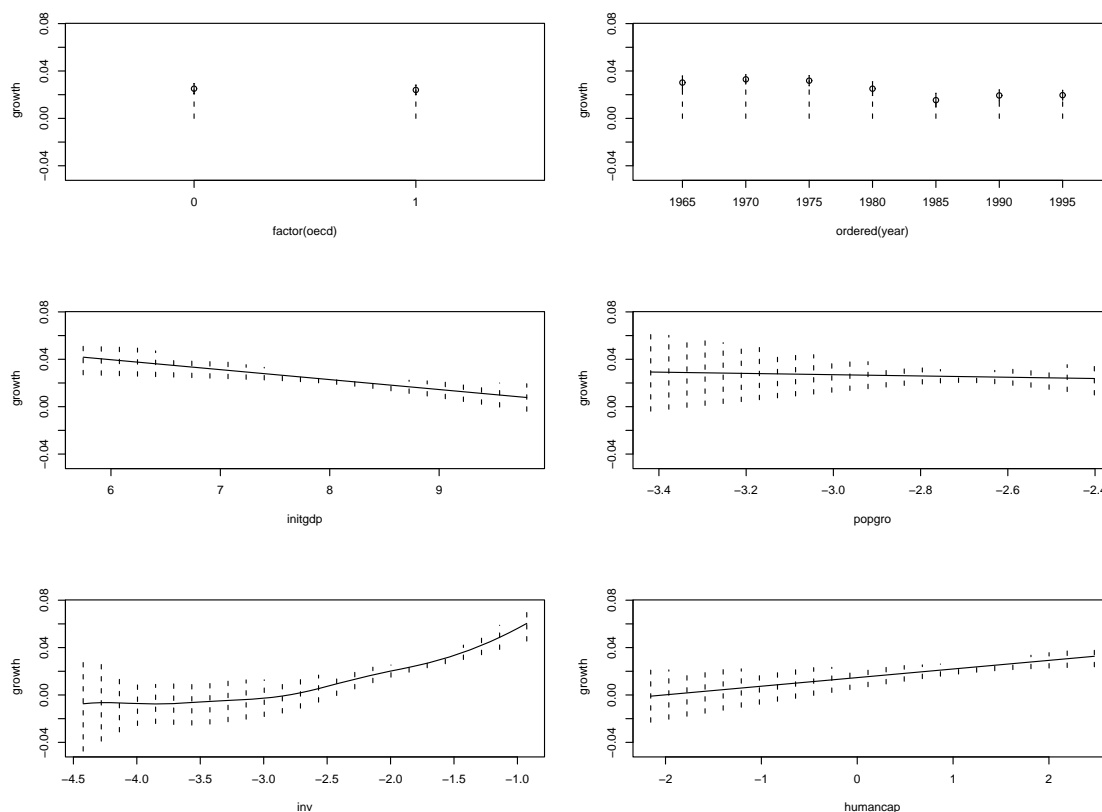 growth
−0.04 0.00 0.04 0.08
0 1
factor(oecd)
growth
−0.04 0.00 0.04 0.08
1965 1970 1975 1980 1985 1990 1995
ordered(year)
growth
−0.04 0.00 0.04 0.08
6 7 8 9
initgdp
growth
−0.04 0.00 0.04 0.08
−3.4 −3.2 −3.0 −2.8 −2.6 −2.4
popgro
growth
−0.04 0.00 0.04 0.08
−4.5 −4.0 −3.5 −3.0 −2.5 −2.0 −1.5 −1.0
inv
growth
−0.04 0.00 0.04 0.08
−2 −1 0 1 2
humancap